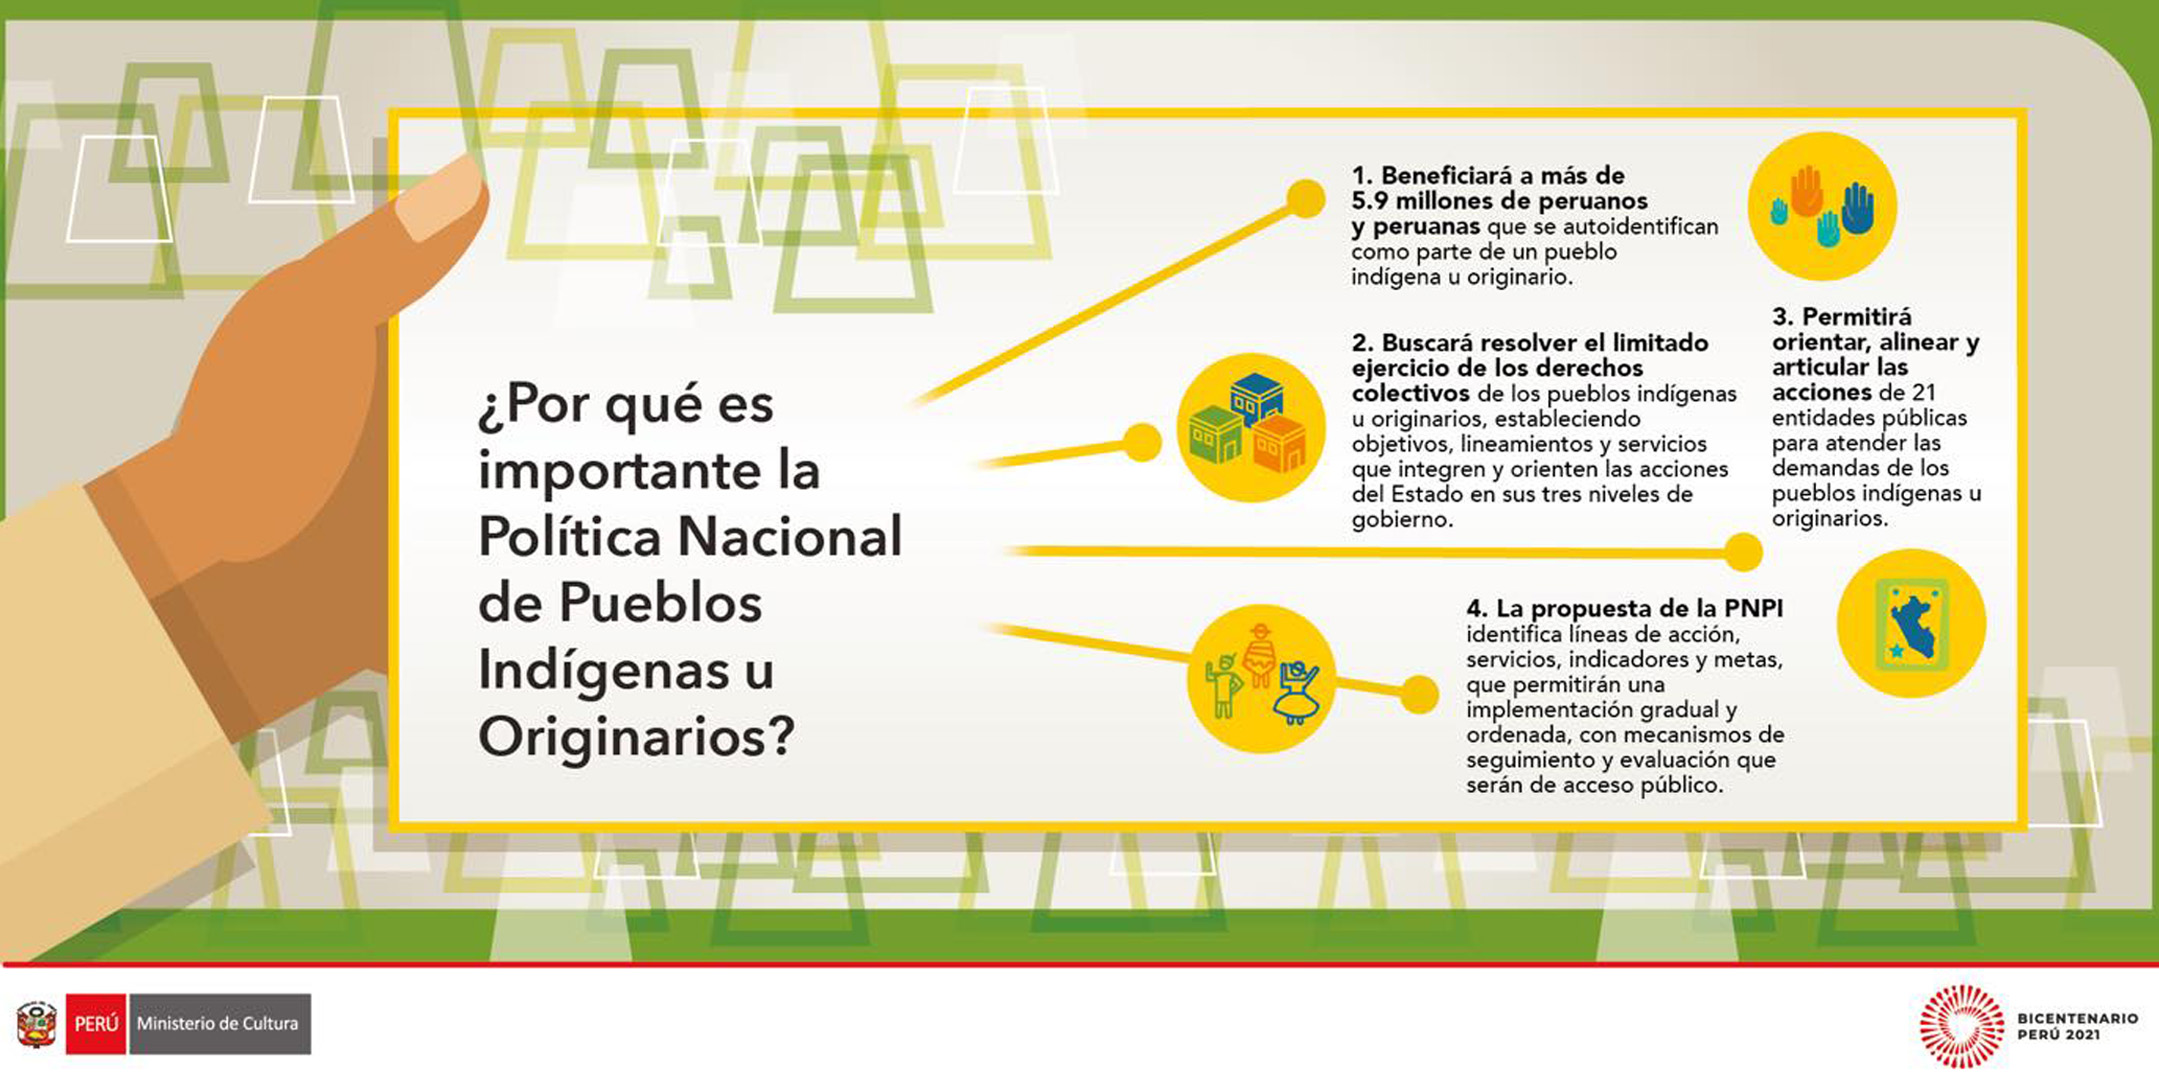 ¿Por qué es
importante la
Política Nacional
de Pueblos
Indígenas u
Originarios?
1. Beneficiará a más de
5.9 millones de peruanos
y peruanas que se autoidentifican
como parte de un pueblo
indígena u originario.
2. Buscará resolver el limitado
ejercicio de los derechos
colectivos de los pueblos indígenas
u originarios, estableciendo
objetivos, lineamientos y servicios
que integren y orienten las acciones
del Estado en sus tres niveles de
gobierno.
3. Permitirá
orientar, alinear y
articular las
acciones de 21
entidades públicas
para atender las
demandas de los
pueblos indígenas u
originarios.
4. La propuesta de la PNPI
identifica líneas de acción,
servicios, indicadores y metas,
que permitirán una
implementación gradual y
ordenada, con mecanismos de
seguimiento y evaluación que
serán de acceso público.
PERÚ
Ministerio de Cultura
BICENTENARIO
PERÚ 2021